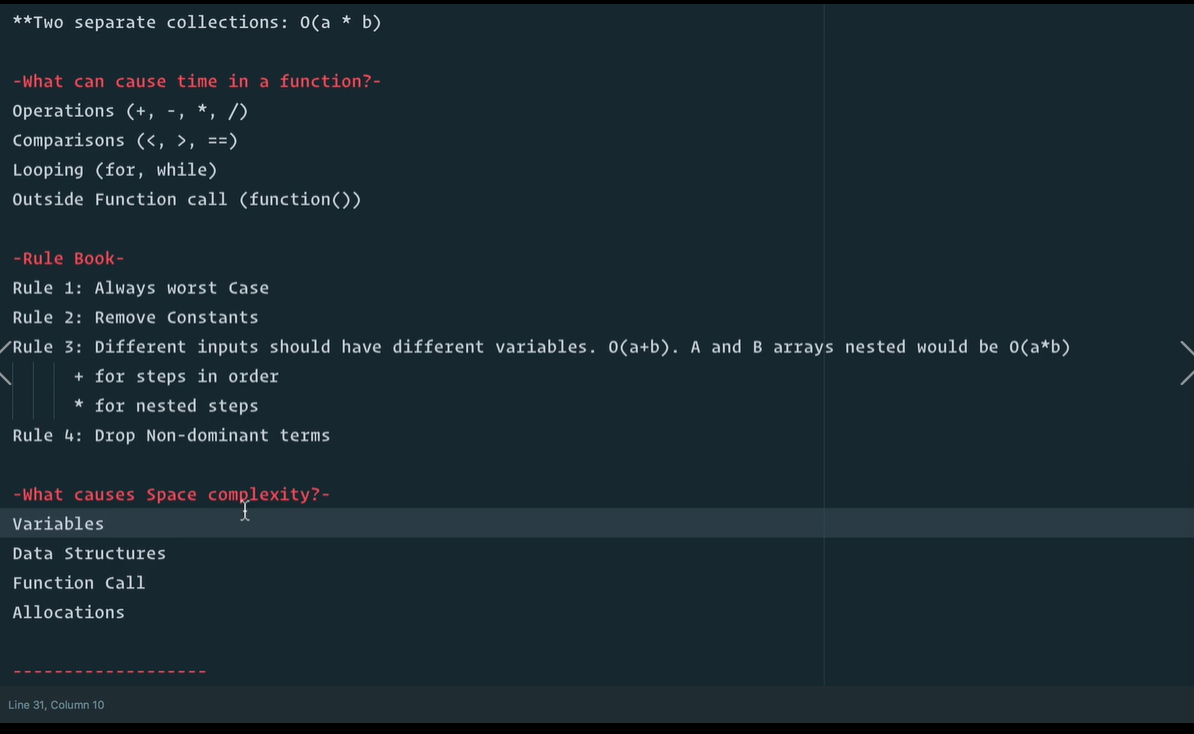 **Two separate collections: O(a * b)
-What can cause time in a function?-
Operations (+, -, *, /)
Comparisons (<, >, ==)
Looping (for, while)
Outside Function call (function())
-Rule Book-
Rule 1: Always worst Case
Rule 2: Remove Constants
Rule 3: Different inputs should have different variables. O(a+b). A and B arrays nested would be O(a*b)
+ for steps in order
* for nested steps
Rule 4: Drop Non-dominant terms
-What causes Space complexity?-
Variables
Data Structures
Function Call
Allocations
-------------------
Line 31, Column 10